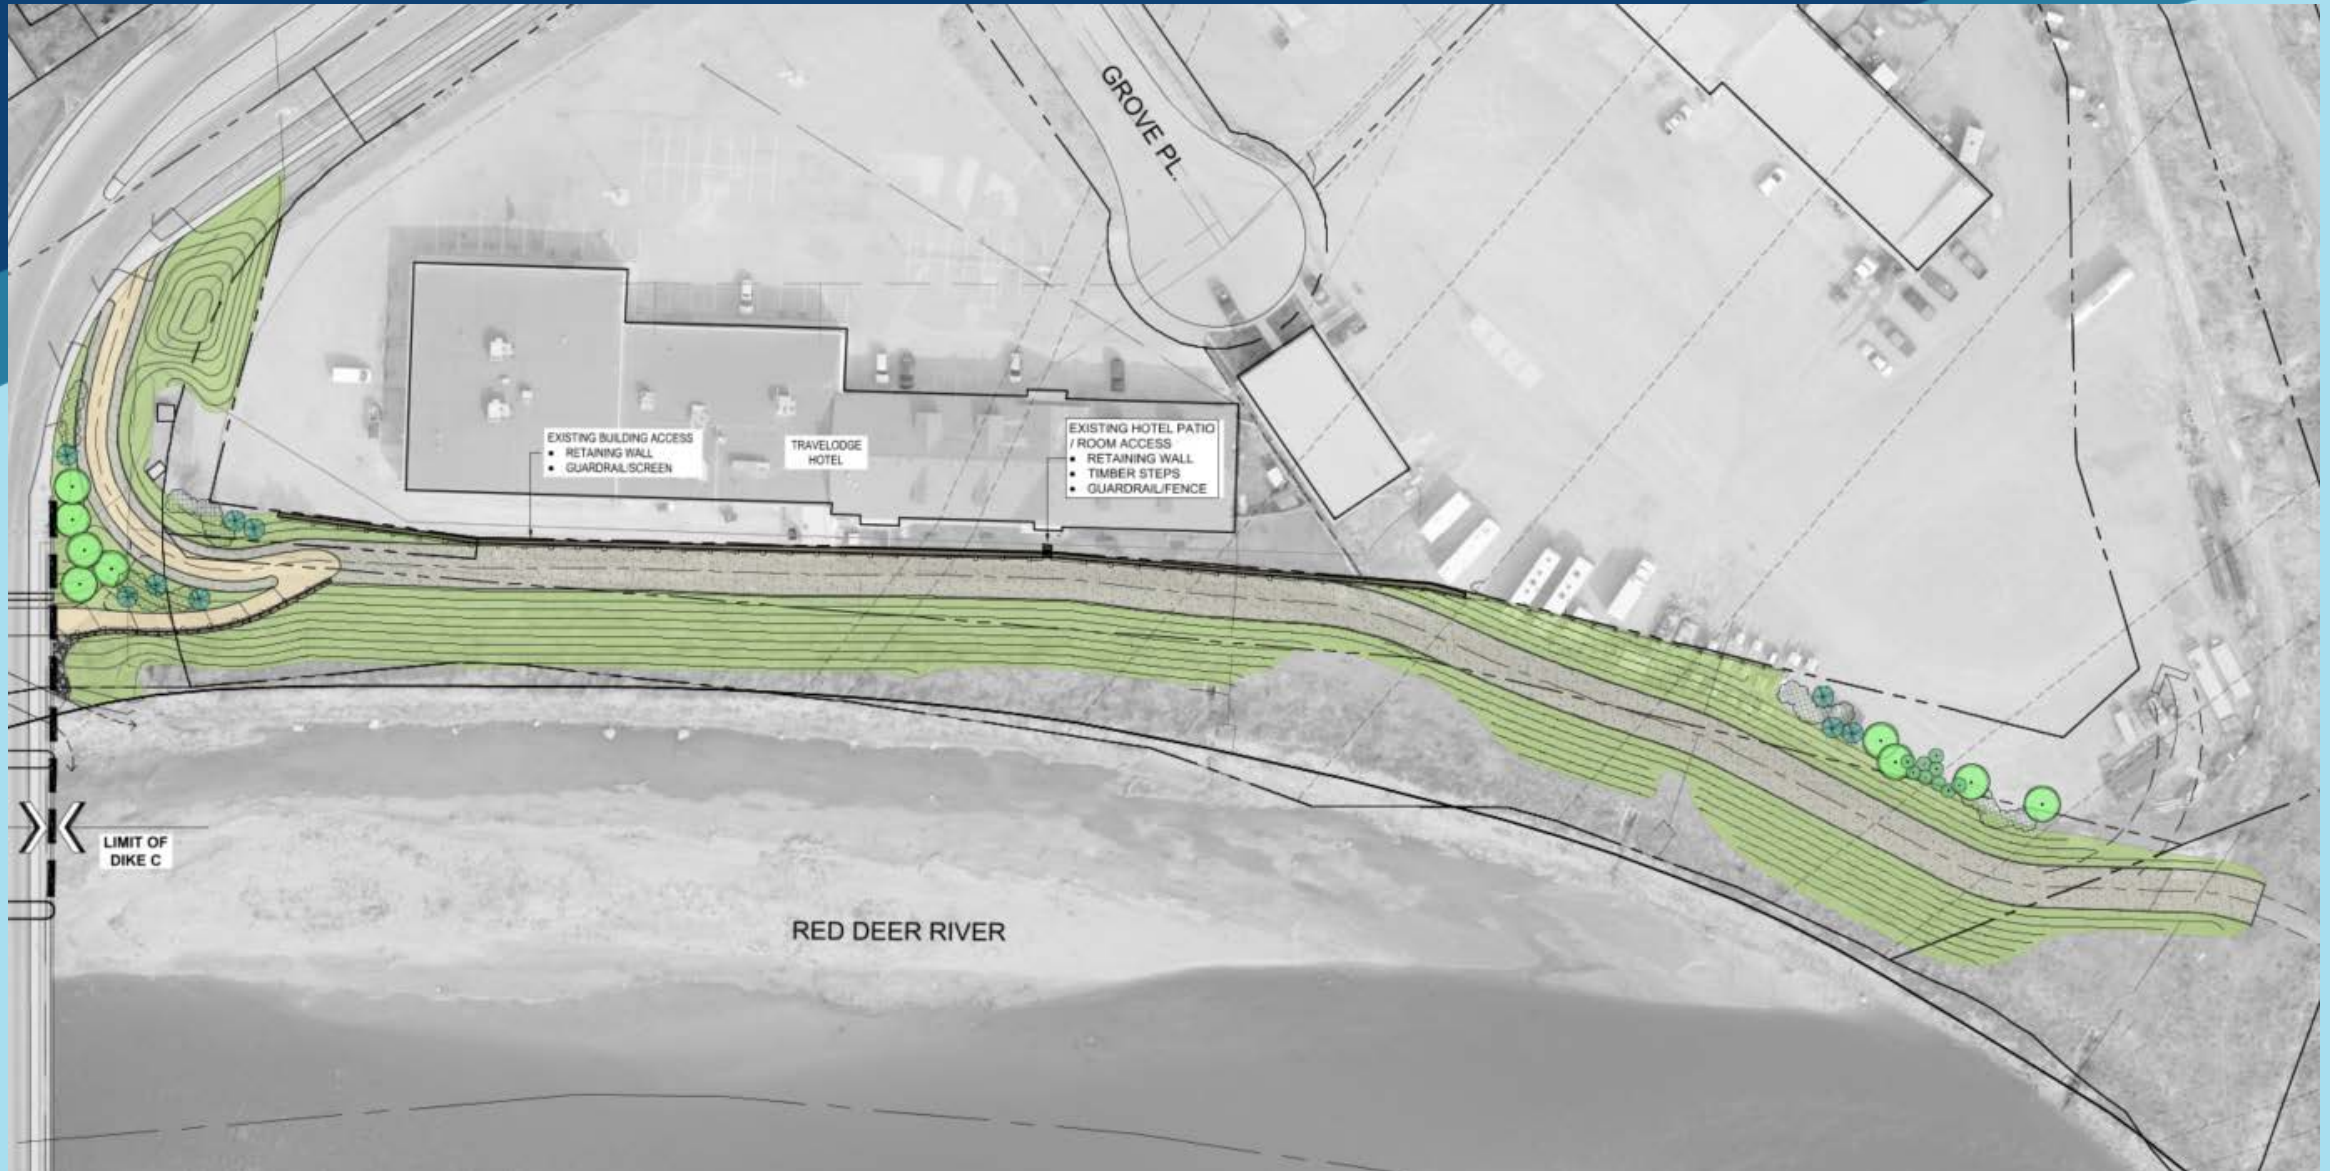 GROVE PL.
EXISTING BUILDING ACCESS
• RETAINING WALL
• GUARDRAIL/SCREEN
TRAVELODGE
HOTEL
EXISTING HOTEL PATIO
/ ROOM ACCESS
• RETAINING WALL
• TIMBER STEPS
• GUARDRAIL/FENCE
LIMIT OF
DIKE C
RED DEER RIVER